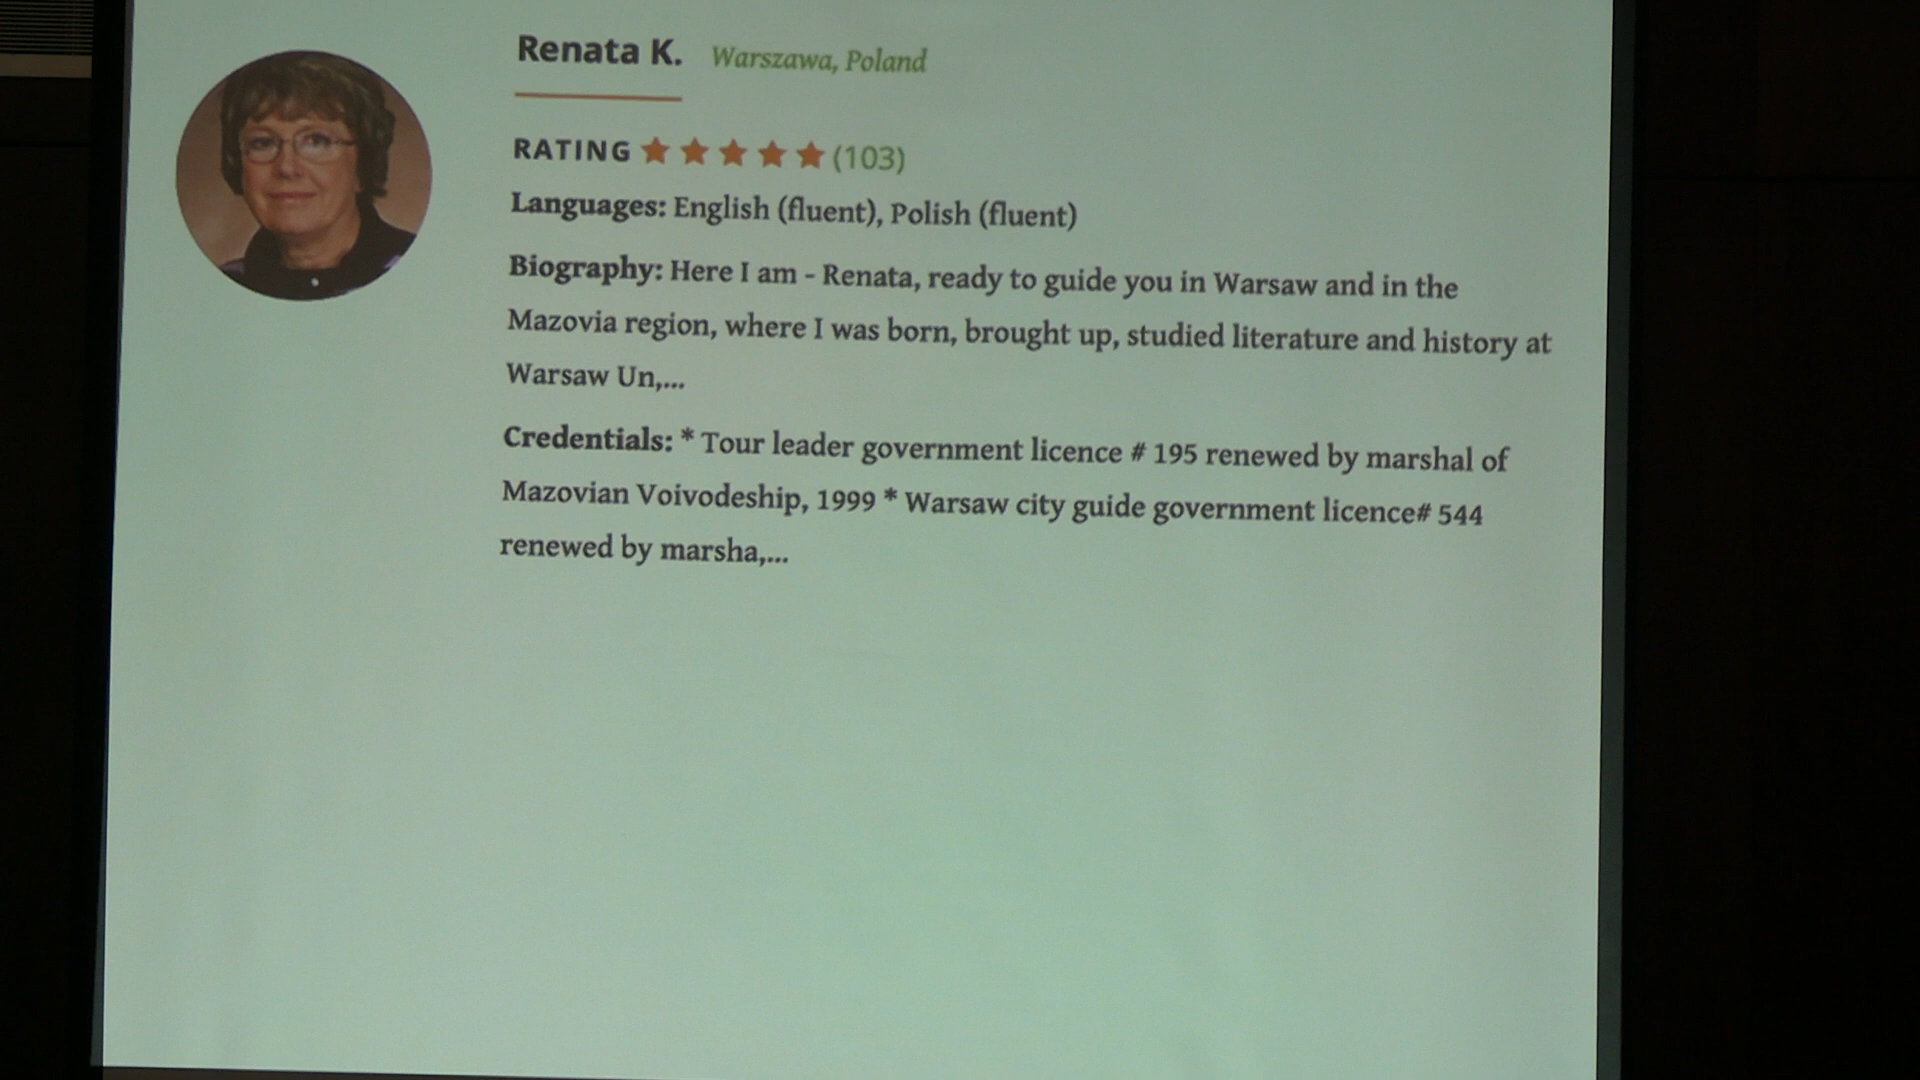 Renata K. Warszawa, Poland
RATING ★ ★ ★ ★ ★ (103)
Languages: English (fluent), Polish (fluent)
Biography: Here I am - Renata, ready to guide you in Warsaw and in the
Mazovia region, where I was born, brought up, studied literature and history at
Warsaw Un,...
Credentials: * Tour leader government licence # 195 renewed by marshal of
Mazovian Voivodeship, 1999 * Warsaw city guide government licence# 544
renewed by marsha,...